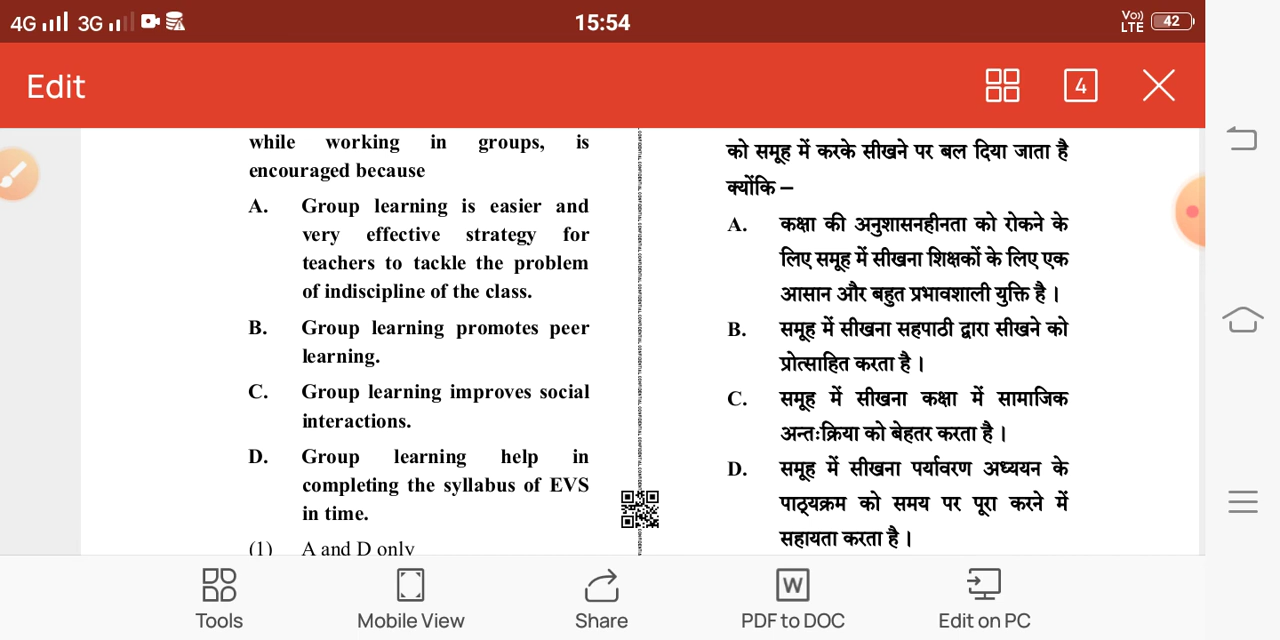 4G 3G 15:54 Vo)) LTE 42
Edit 4
while working in groups, is
encouraged because
A. Group learning is easier and
very effective strategy for
teachers to tackle the problem
of indiscipline of the class.
B. Group learning promotes peer
learning.
C. Group learning improves social
interactions.
D. Group learning help in
completing the syllabus of EVS
in time.
(1) A and D only
को समूह में करके सीखने पर बल दिया जाता है
क्योंकि –
A. कक्षा की अनुशासनहीनता को रोकने के
लिए समूह में सीखना शिक्षकों के लिए एक
आसान और बहुत प्रभावशाली युक्ति है ।
B. समूह में सीखना सहपाठी द्वारा सीखने को
प्रोत्साहित करता है ।
C. समूह में सीखना कक्षा में सामाजिक
अन्तःक्रिया को बेहतर करता है ।
D. समूह में सीखना पर्यावरण अध्ययन के
पाठ्यक्रम को समय पर पूरा करने में
सहायता करता है ।
Tools Mobile View Share PDF to DOC Edit on PC